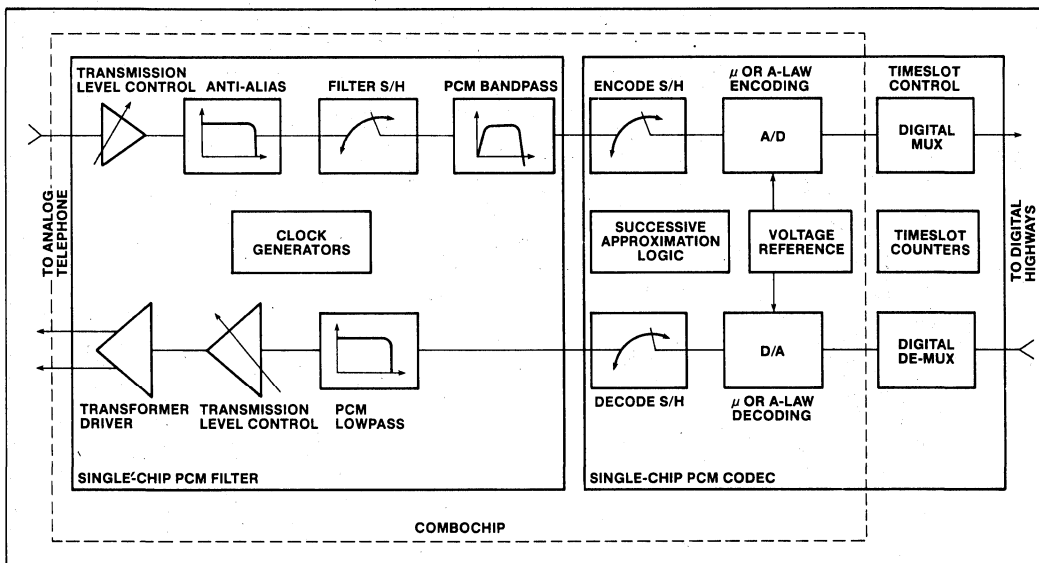 TRANSMISSION
LEVEL CONTROL
ANTI-ALIAS
FILTER S/H
PCM BANDPASS
ENCODE S/H
μ OR A-LAW
ENCODING
TIMESLOT
CONTROL
A/D
DIGITAL
MUX
TO ANALOG
TELEPHONE
CLOCK
GENERATORS
SUCCESSIVE
APPROXIMATION
LOGIC
VOLTAGE
REFERENCE
TIMESLOT
COUNTERS
TO DIGITAL
HIGHWAYS
D/A
DIGITAL
DE-MUX
TRANSFORMER
DRIVER
TRANSMISSION
LEVEL CONTROL
PCM
LOWPASS
DECODE S/H
μ OR A-LAW
DECODING
SINGLE-CHIP PCM FILTER
SINGLE-CHIP PCM CODEC
COMBOCHIP